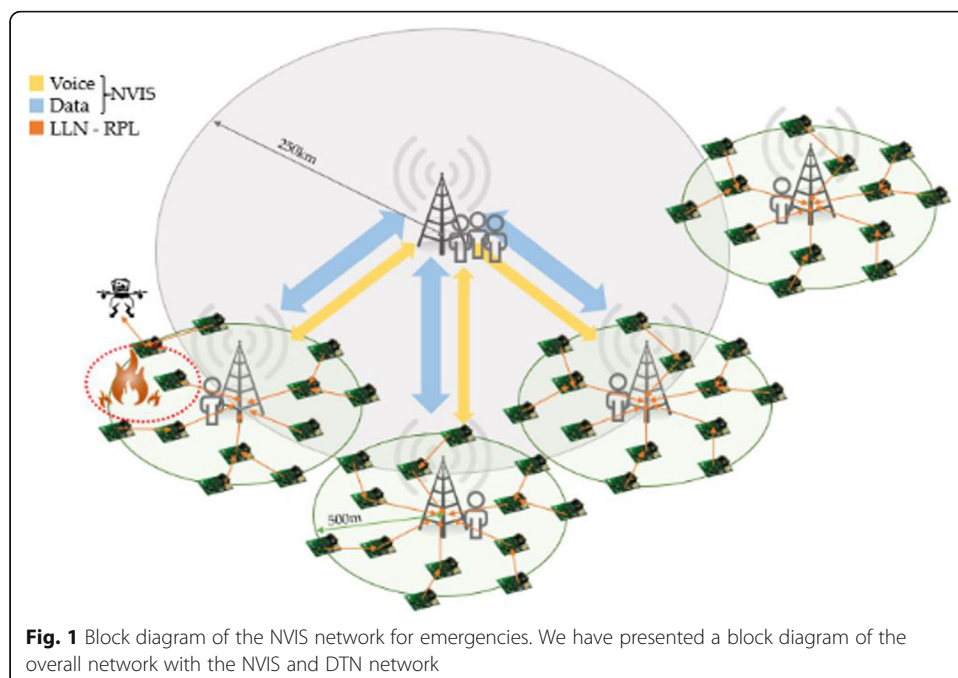 Voice
Data
NVIS
LLN - RPL
250km
500m
Fig. 1 Block diagram of the NVIS network for emergencies. We have presented a block diagram of the
overall network with the NVIS and DTN network